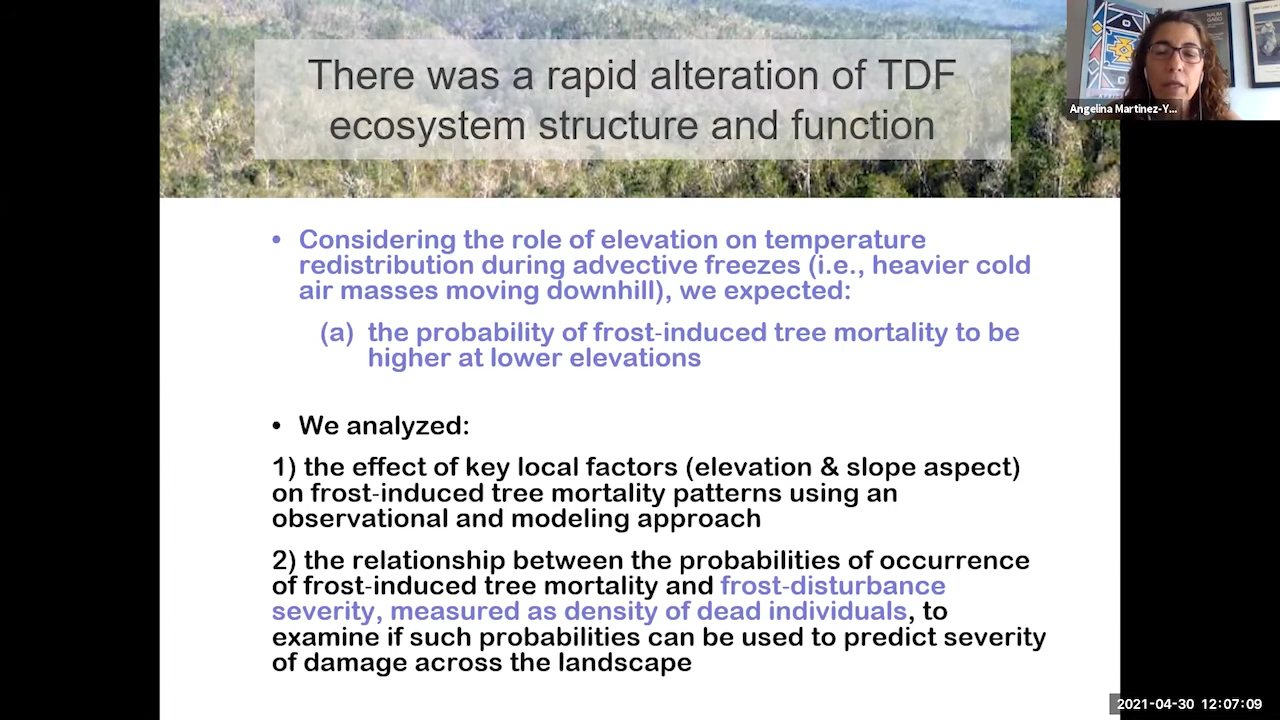 There was a rapid alteration of TDF
ecosystem structure and function
NAUM
GABO
Angelina Martinez-Y...
• Considering the role of elevation on temperature
redistribution during advective freezes (i.e., heavier cold
air masses moving downhill), we expected:
(a) the probability of frost-induced tree mortality to be
higher at lower elevations
• We analyzed:
1) the effect of key local factors (elevation & slope aspect)
on frost-induced tree mortality patterns using an
observational and modeling approach
2) the relationship between the probabilities of occurrence
of frost-induced tree mortality and frost-disturbance
severity, measured as density of dead individuals, to
examine if such probabilities can be used to predict severity
of damage across the landscape
2021-04-30 12:07:09